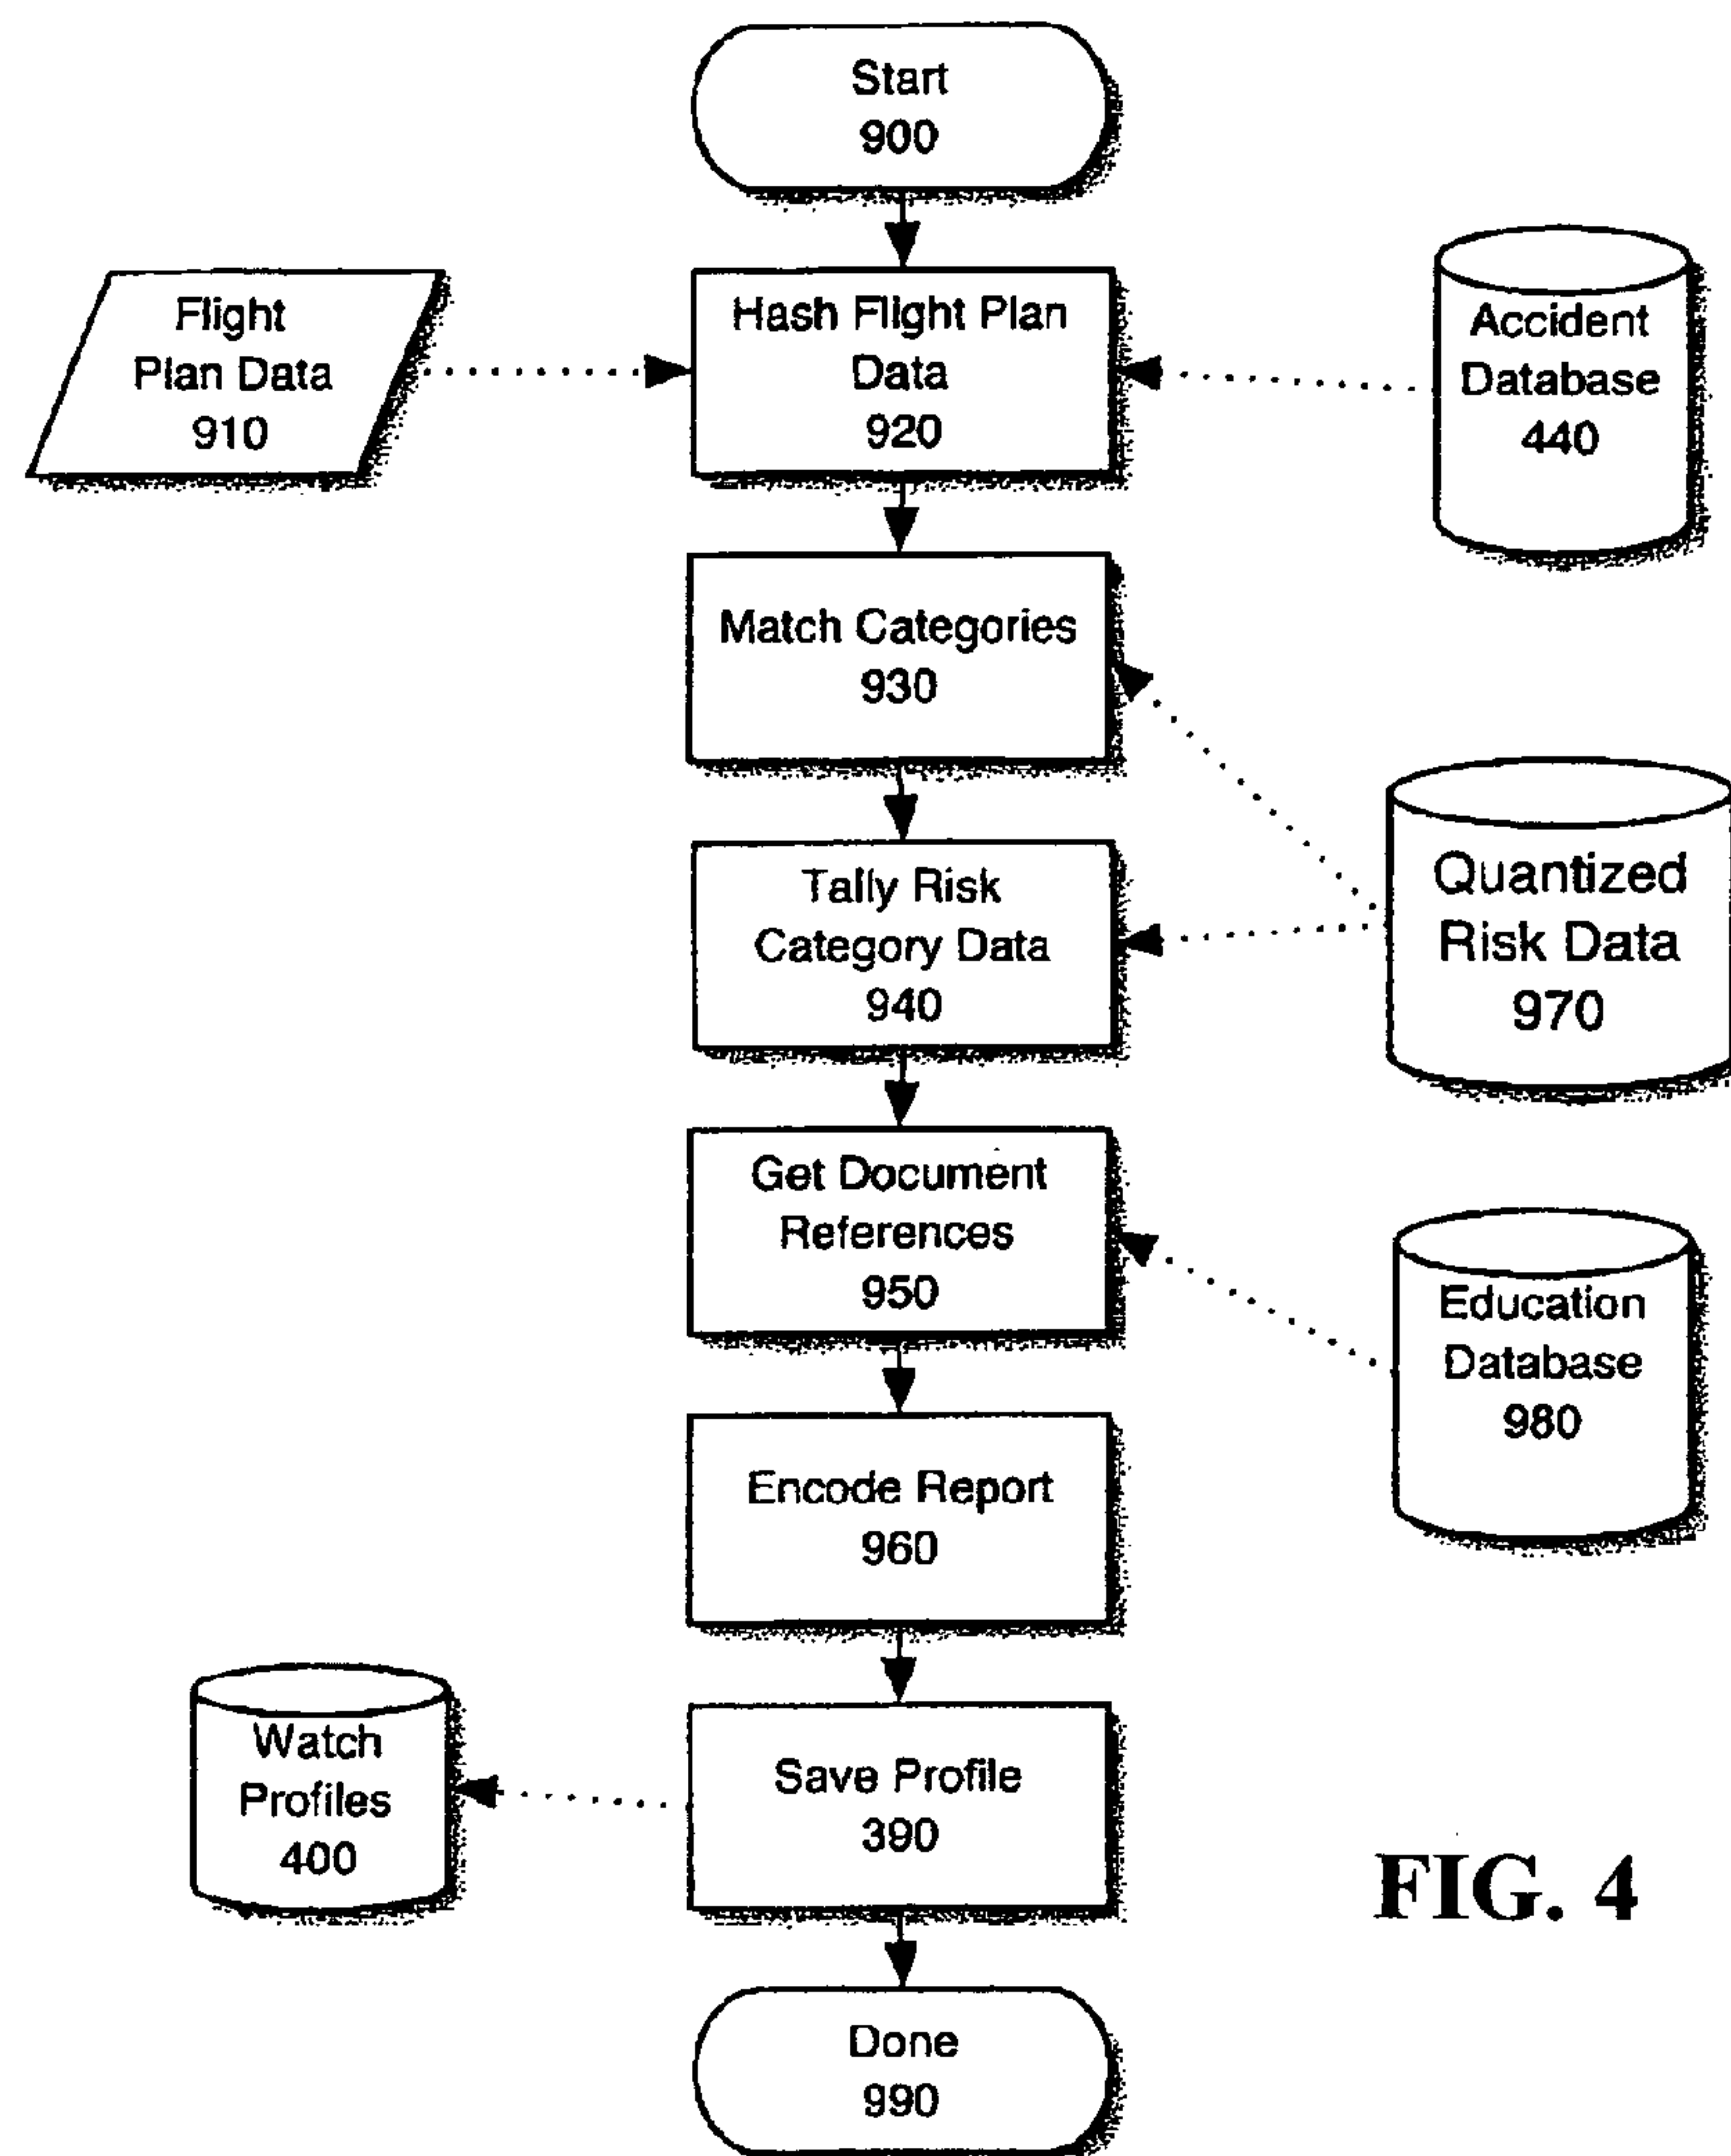 Start
900
Flight
Plan Data
910
Hash Flight Plan
Data
920
Accident
Database
440
Match Categories
930
Tally Risk
Category Data
940
Quantized
Risk Data
970
Get Document
References
950
Education
Database
980
Encode Report
960
Watch
Profiles
400
Save Profile
390
FIG. 4
Done
990